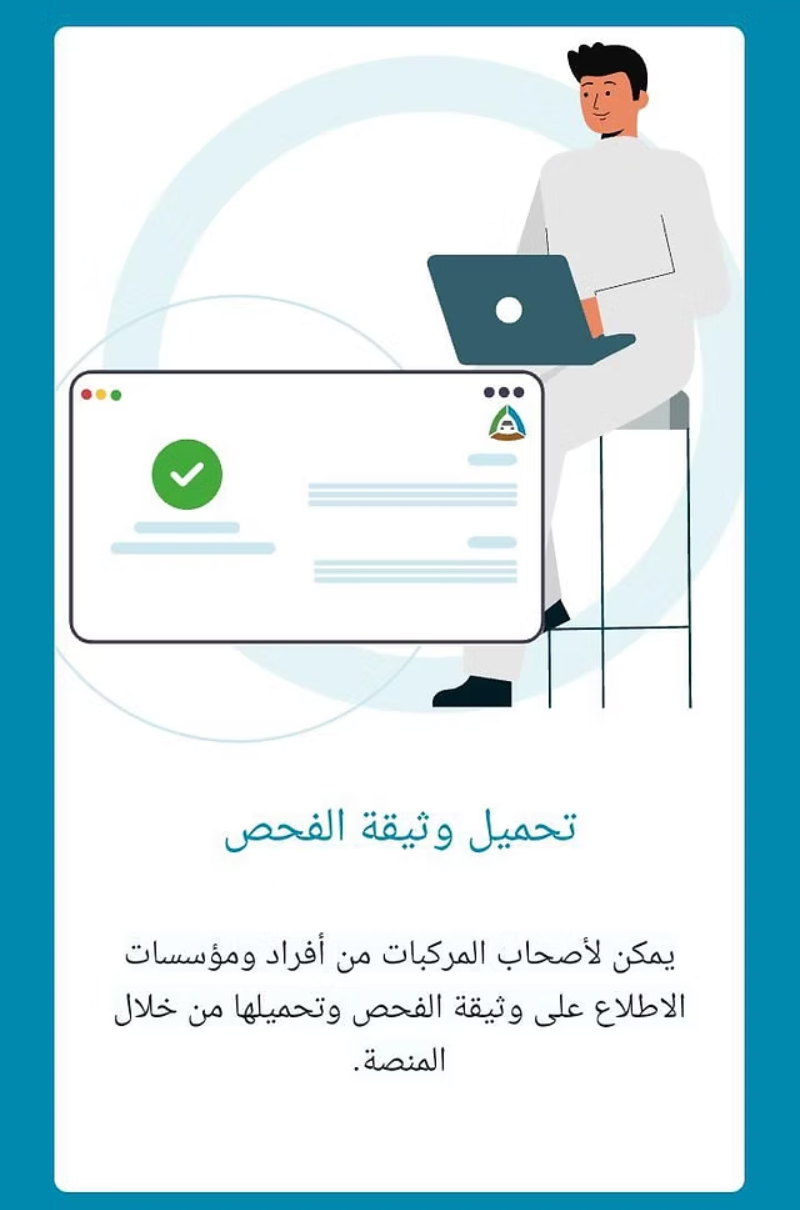 تحميل وثيقة الفحص
يمكن لأصحاب المركبات من أفراد ومؤسسات
الاطلاع على وثيقة الفحص وتحميلها من خلال
المنصة.